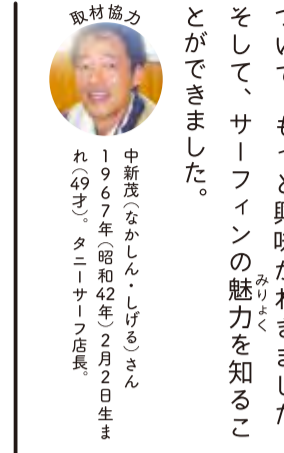 ついて、もっと興味がわきました。
そして、サーフィンの魅力を知るこ
みりょく
とができました。
取材協力
中新茂(なかしん・しげる)さん
1967年(昭和42年)2月2日生ま
れ(49才)。タニーサーフ店長。